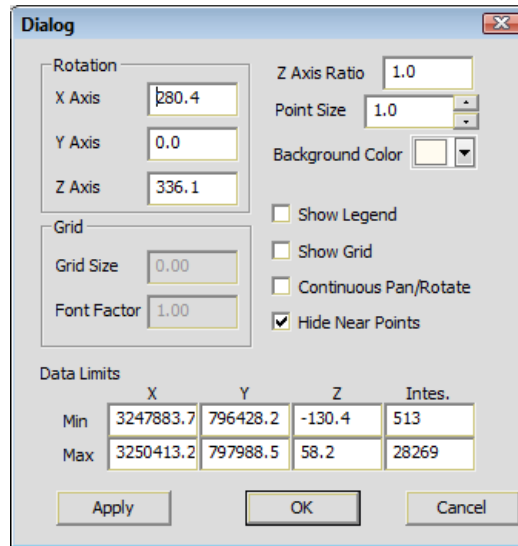 Dialog
Rotation
X Axis 280.4
Y Axis 0.0
Z Axis 336.1
Z Axis Ratio 1.0
Point Size 1.0
Background Color
Grid
Grid Size 0.00
Font Factor 1.00
Show Legend
Show Grid
Continuous Pan/Rotate
Hide Near Points
Data Limits
X Y Z Intes.
Min 3247883.7 796428.2 -130.4 513
Max 3250413.2 797988.5 58.2 28269
Apply OK Cancel